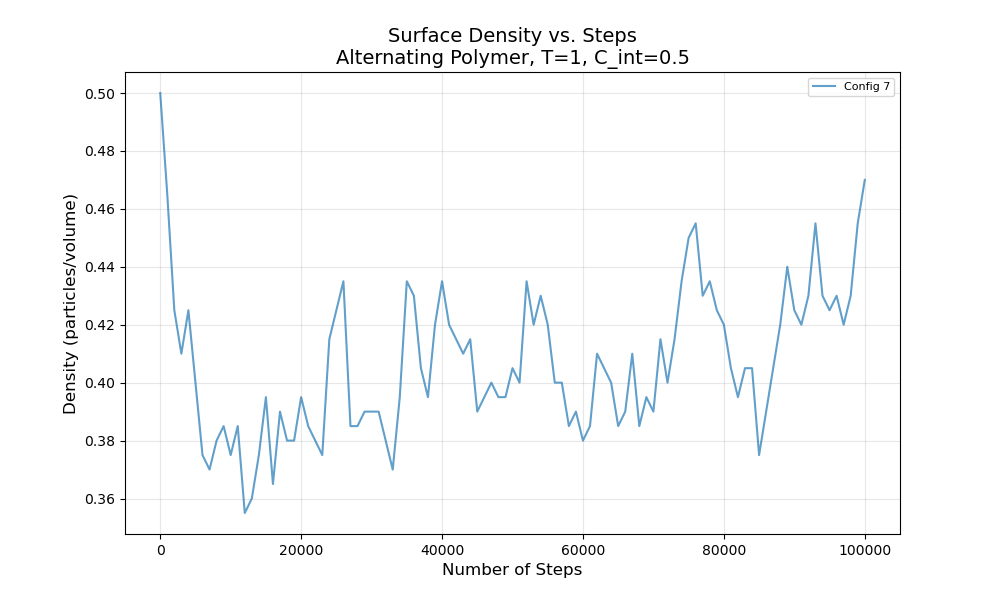 Surface Density vs. Steps
Alternating Polymer, T=1, C_int=0.5
Config 7
Density (particles/volume)
0.50
0.48
0.46
0.44
0.42
0.40
0.38
0.36
0
20000
40000
60000
80000
100000
Number of Steps